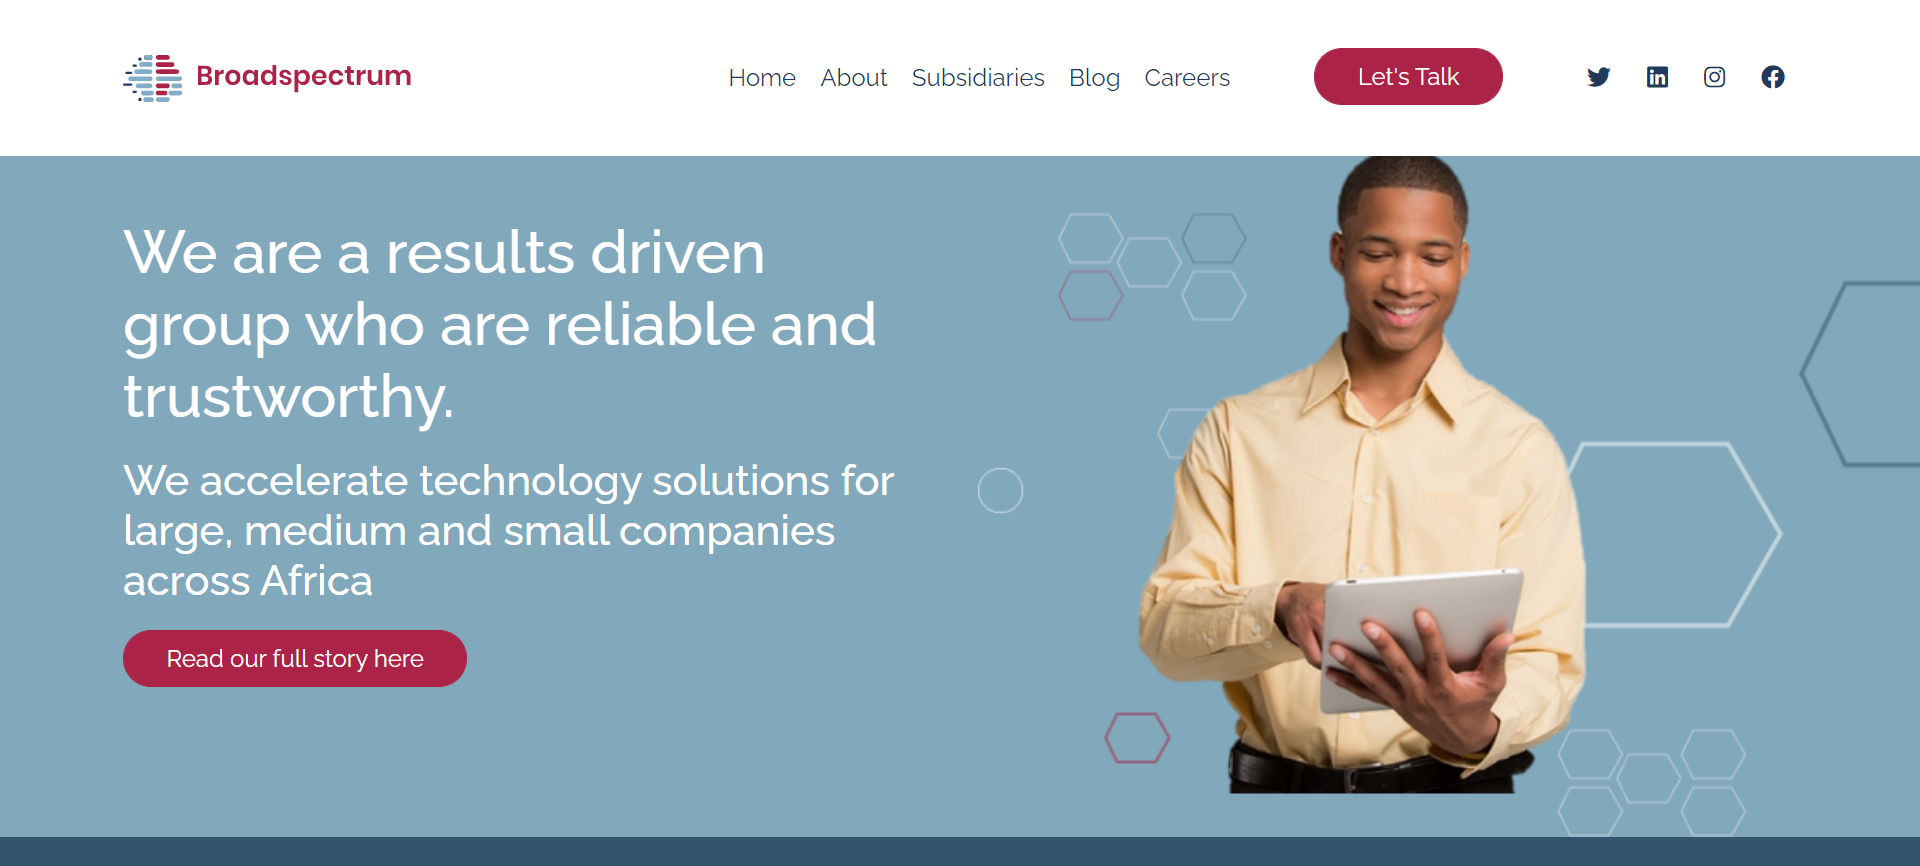 Broadspectrum
Home About Subsidiaries Blog Careers
Let's Talk
We are a results driven
group who are reliable and
trustworthy.
We accelerate technology solutions for
large, medium and small companies
across Africa
Read our full story here